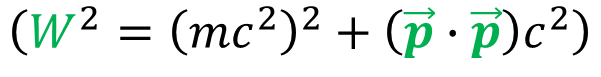 (W² = (mc²)² + (p⃗ · p⃗)c²)